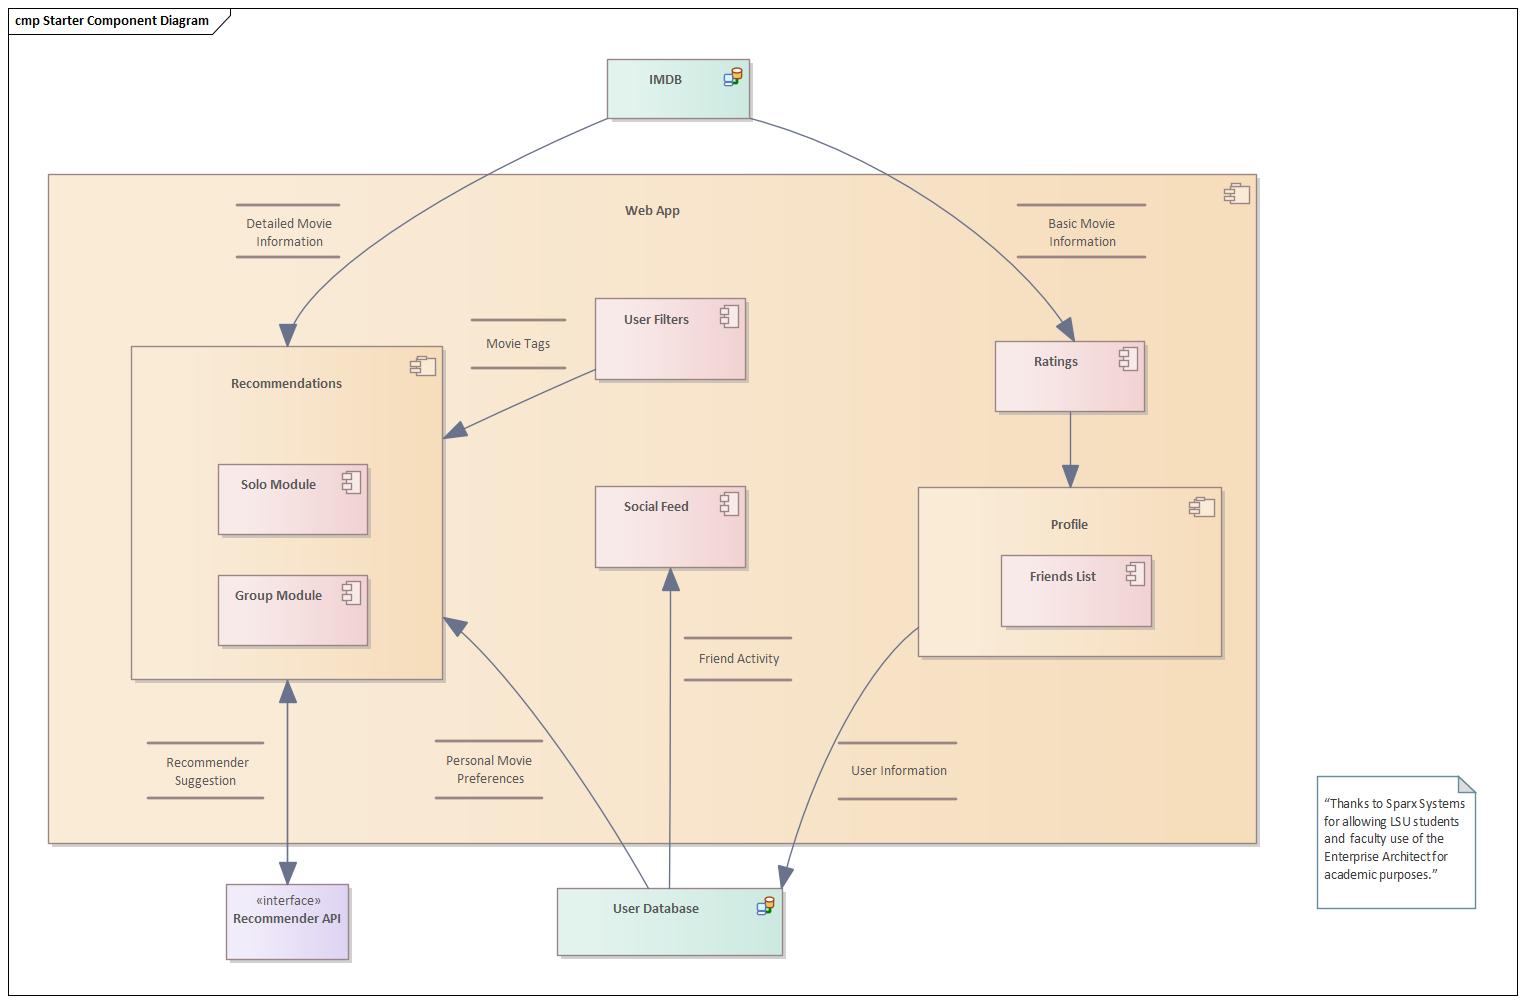 cmp Starter Component Diagram
IMDB
Web App
Detailed Movie
Information
Basic Movie
Information
User Filters
Movie Tags
Ratings
Recommendations
Solo Module
Social Feed
Profile
Friends List
Group Module
Friend Activity
Recommender
Suggestion
Personal Movie
Preferences
User Information
“Thanks to Sparx Systems
for allowing LSU students
and faculty use of the
Enterprise Architect for
academic purposes.”
«interface»
Recommender API
User Database